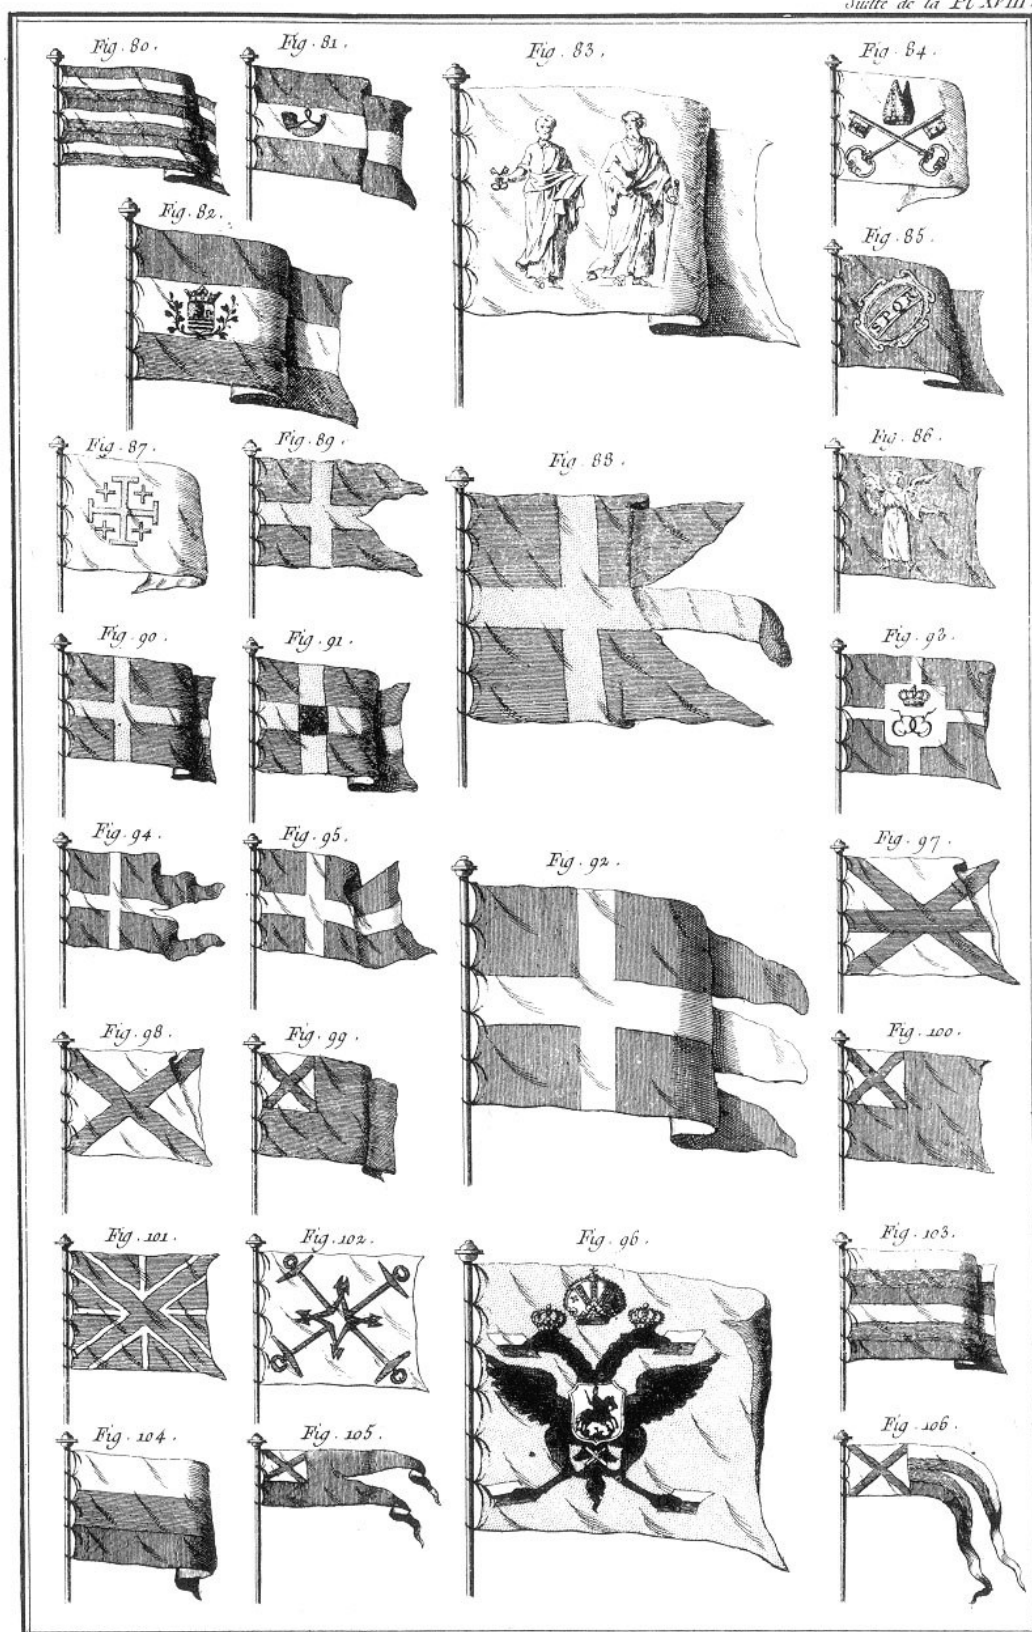 Suitte de la Pl XVIII.
Fig. 80.
Fig. 81.
Fig. 83.
Fig. 84.
Fig. 82.
Fig. 85.
SPQR
Fig. 87.
Fig. 89.
Fig. 88.
Fig. 86.
Fig. 90.
Fig. 91.
Fig. 93.
Fig. 94.
Fig. 95.
Fig. 92.
Fig. 97.
Fig. 98.
Fig. 99.
Fig. 100.
Fig. 101.
Fig. 102.
Fig. 96.
Fig. 103.
Fig. 104.
Fig. 105.
Fig. 106.